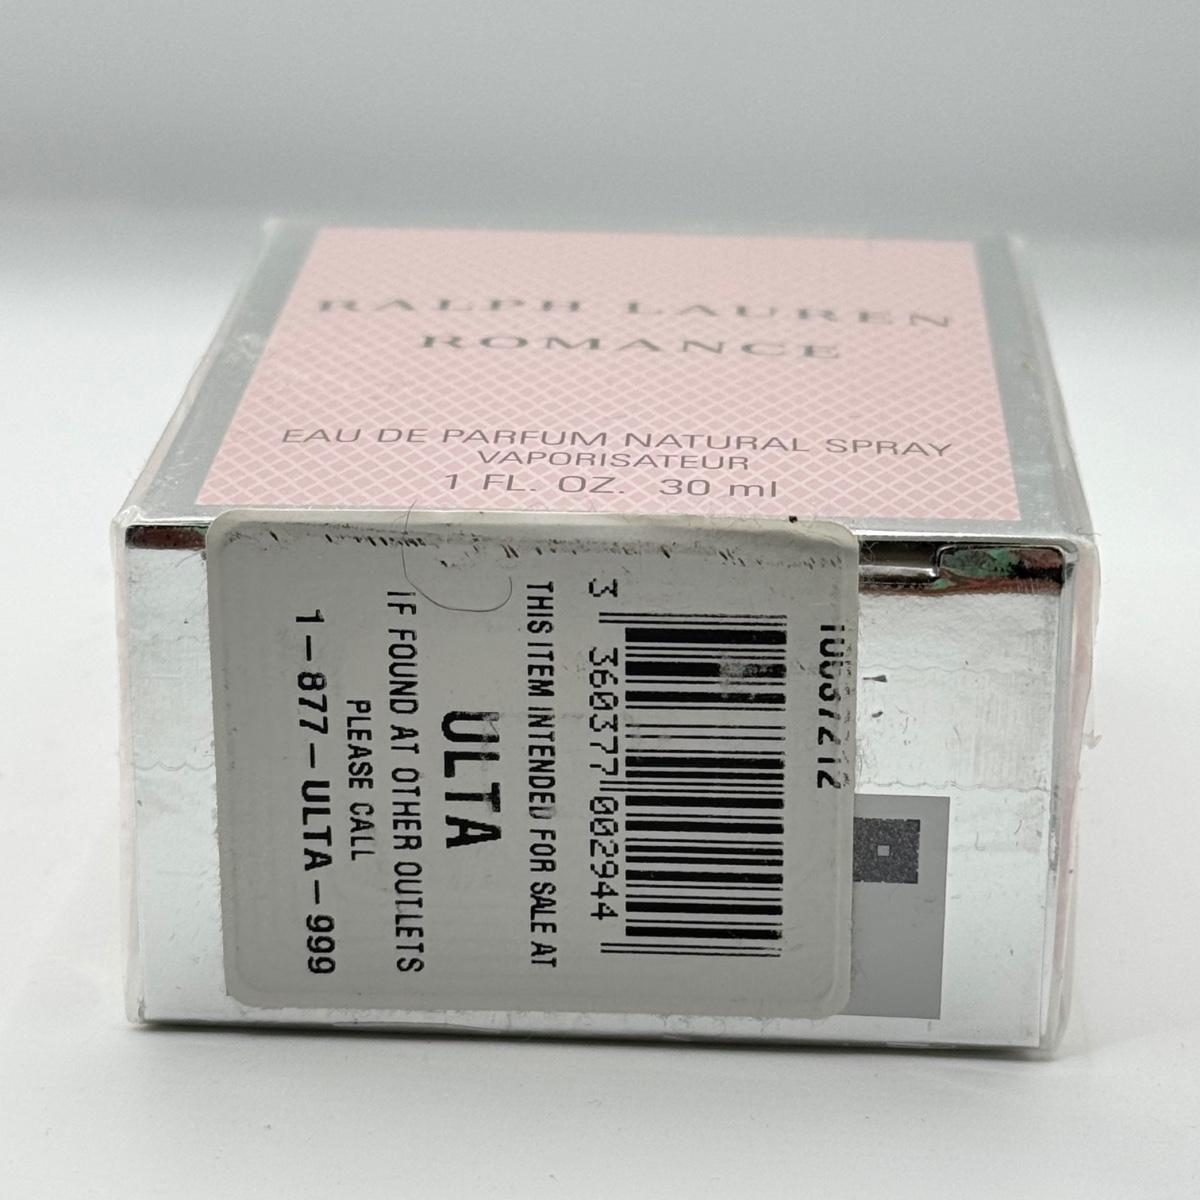 RALPH LAUREN
ROMANCE
EAU DE PARFUM NATURAL SPRAY
VAPORISATEUR
1 FL. OZ. 30 ml
3 360377 002944
THIS ITEM INTENDED FOR SALE AT
ULTA
IF FOUND AT OTHER OUTLETS
PLEASE CALL
1-877-ULTA-999